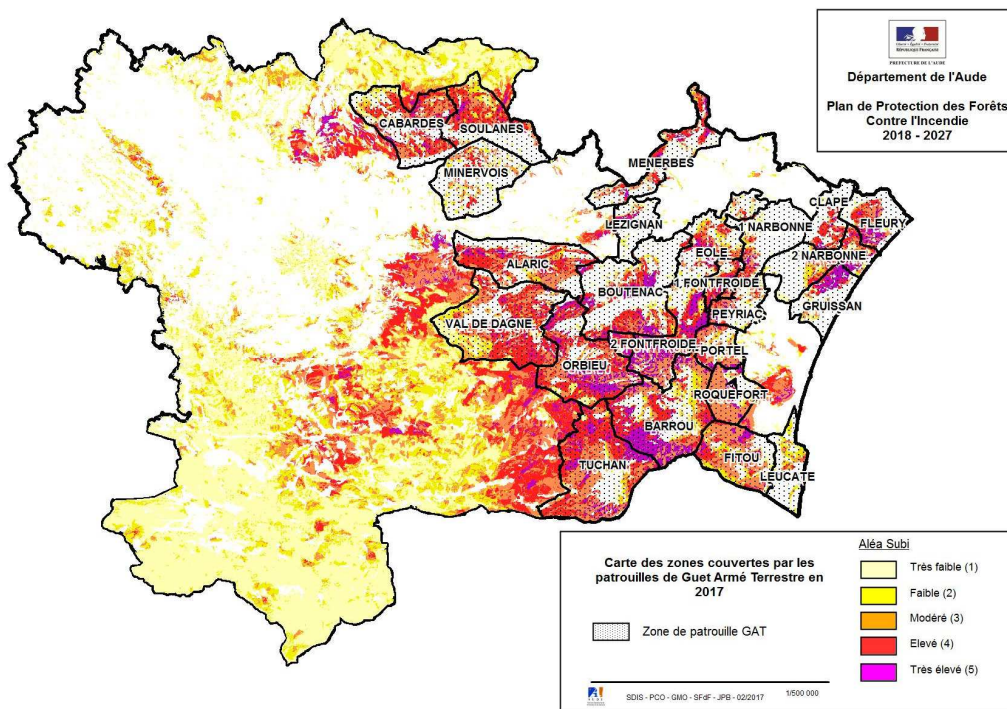 PREFECTURE DE L'AUDE
Département de l'Aude
Plan de Protection des Forêts
Contre l'Incendie
2018 - 2027
CABARDES
SOULANES
MINERVOIS
MENERBES
LEZIGNAN
CLAPE
1 NARBONNE
FLEURY
EOLE
2 NARBONNE
ALARIC
1 FONTFROIDE
BOUTENAC
GRUISSAN
PEYRIAC
VAL DE DAGNE
2 FONTFROIDE
PORTEL
ORBIEU
ROQUEFORT
BARROU
TUCHAN
FITOU
LEUCATE
Carte des zones couvertes par les
patrouilles de Guet Armé Terrestre en
2017
Zone de patrouille GAT
SDIS - PCO - GMO - SFdF - JPB - 02/2017
1/500 000
Aléa Subi
Très faible (1)
Faible (2)
Modéré (3)
Elevé (4)
Très élevé (5)